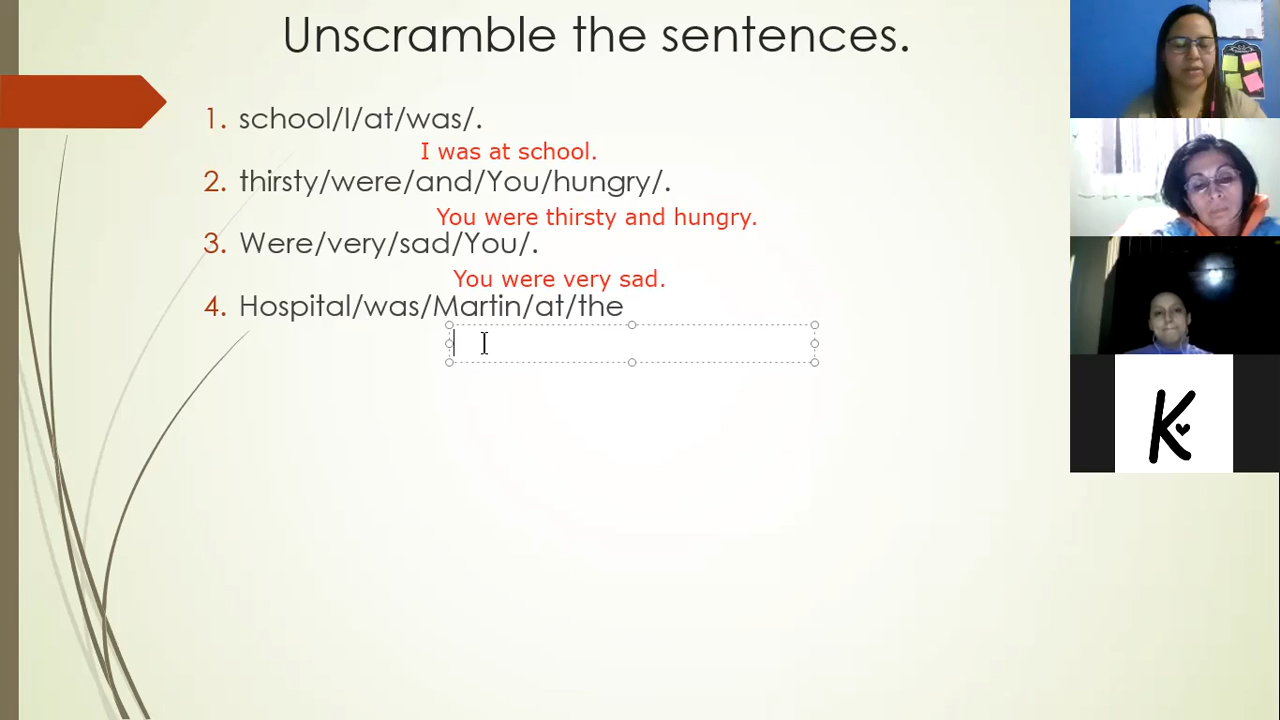 Unscramble the sentences.
1. school/I/at/was/.
I was at school.
2. thirsty/were/and/You/hungry/.
You were thirsty and hungry.
3. Were/very/sad/You/.
You were very sad.
4. Hospital/was/Martin/at/the
K